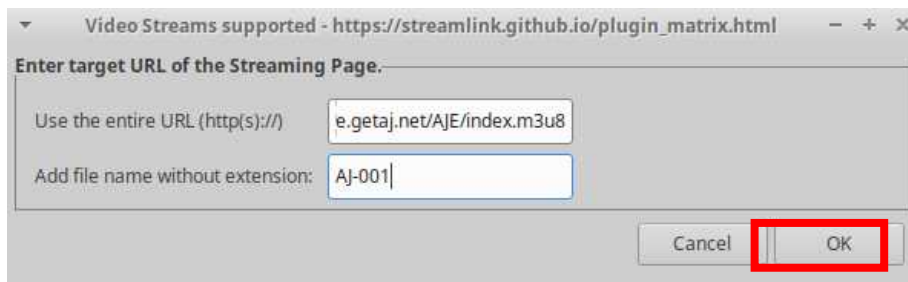 Video Streams supported - https://streamlink.github.io/plugin_matrix.html
Enter target URL of the Streaming Page.
Use the entire URL (http(s)://) e.getaj.net/AJE/index.m3u8
Add file name without extension: AJ-001
Cancel OK